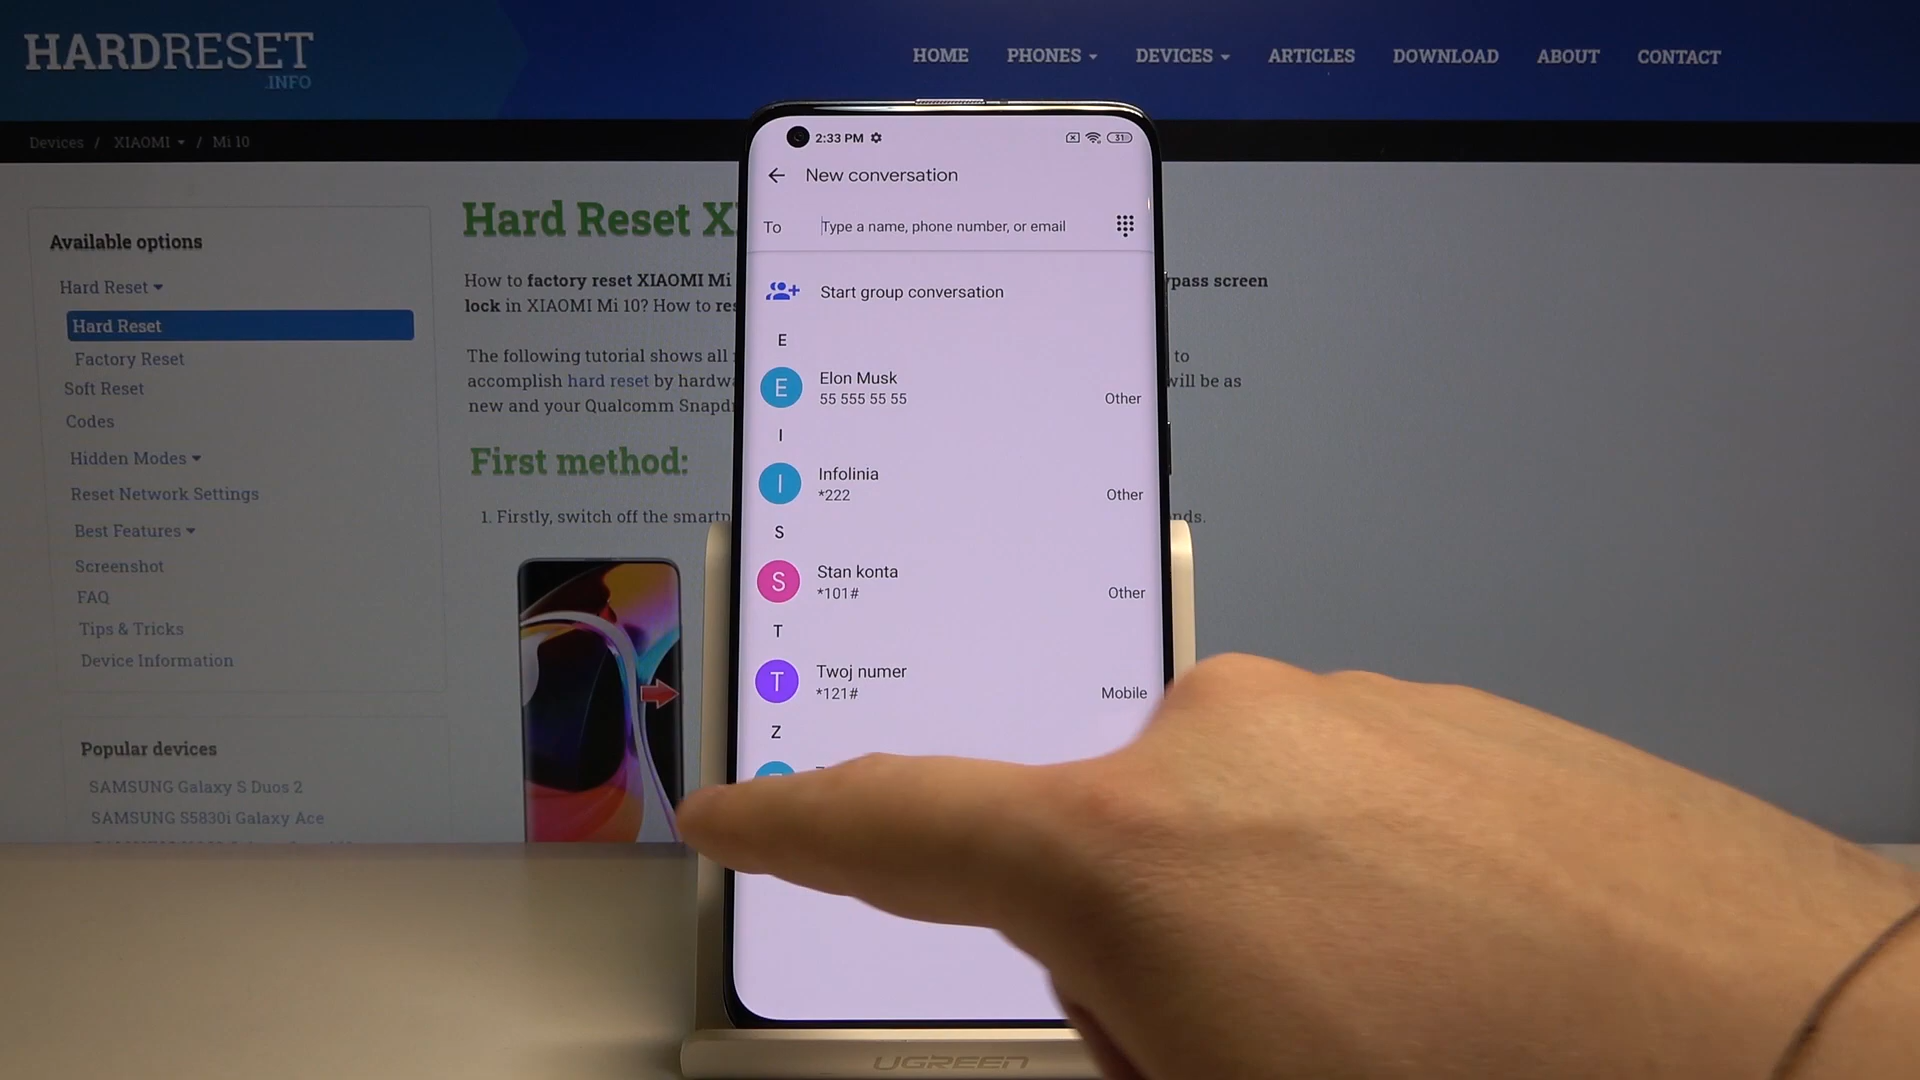 HARDRESET
.INFO
HOME PHONES DEVICES ARTICLES DOWNLOAD ABOUT CONTACT
Devices / XIAOMI / Mi 10
Available options
Hard Reset
Hard Reset
Factory Reset
Soft Reset
Codes
Hidden Modes
Reset Network Settings
Best Features
Screenshot
FAQ
Tips & Tricks
Device Information
Popular devices
SAMSUNG Galaxy S Duos 2
SAMSUNG S5830i Galaxy Ace
Hard Reset X
How to factory reset XIAOMI Mi ypass screen
lock in XIAOMI Mi 10? How to res
The following tutorial shows all to
accomplish hard reset by hardwa will be as
new and your Qualcomm Snapd
First method:
1. Firstly, switch off the smartp nds.
2:33 PM 31
New conversation
To Type a name, phone number, or email
Start group conversation
E
E Elon Musk
55 555 55 55 Other
I
I Infolinia
*222 Other
S
S Stan konta
*101# Other
T
T Twoj numer
*121# Mobile
Z
UGREEN